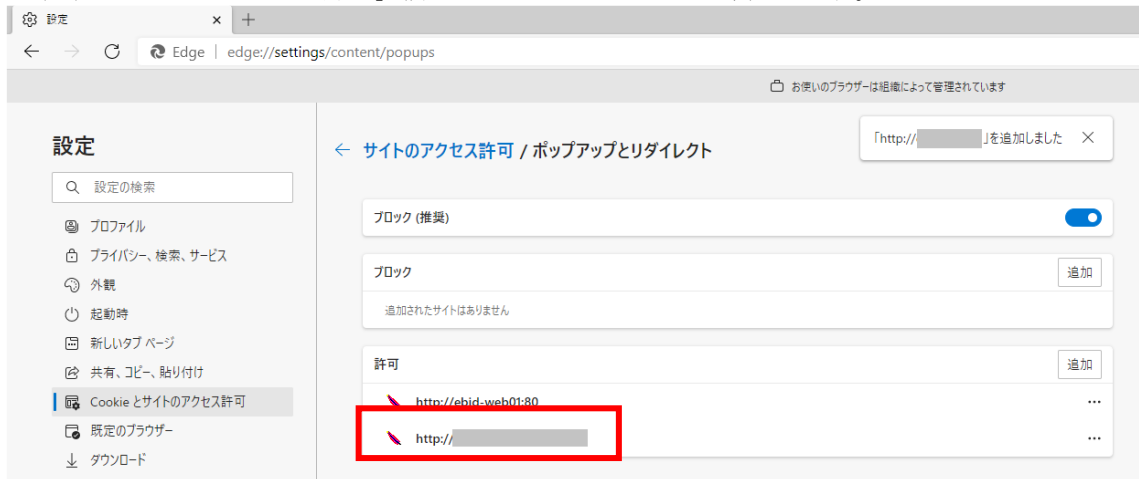 設定
Edge | edge://settings/content/popups
お使いのブラウザーは組織によって管理されています
設定
設定の検索
プロファイル
プライバシー、検索、サービス
外観
起動時
新しいタブ ページ
共有、コピー、貼り付け
Cookie とサイトのアクセス許可
既定のブラウザー
ダウンロード
サイトのアクセス許可 / ポップアップとリダイレクト
「http:// 」を追加しました
ブロック (推奨)
ブロック
追加
追加されたサイトはありません
許可
追加
http://ebid-web01:80
http://